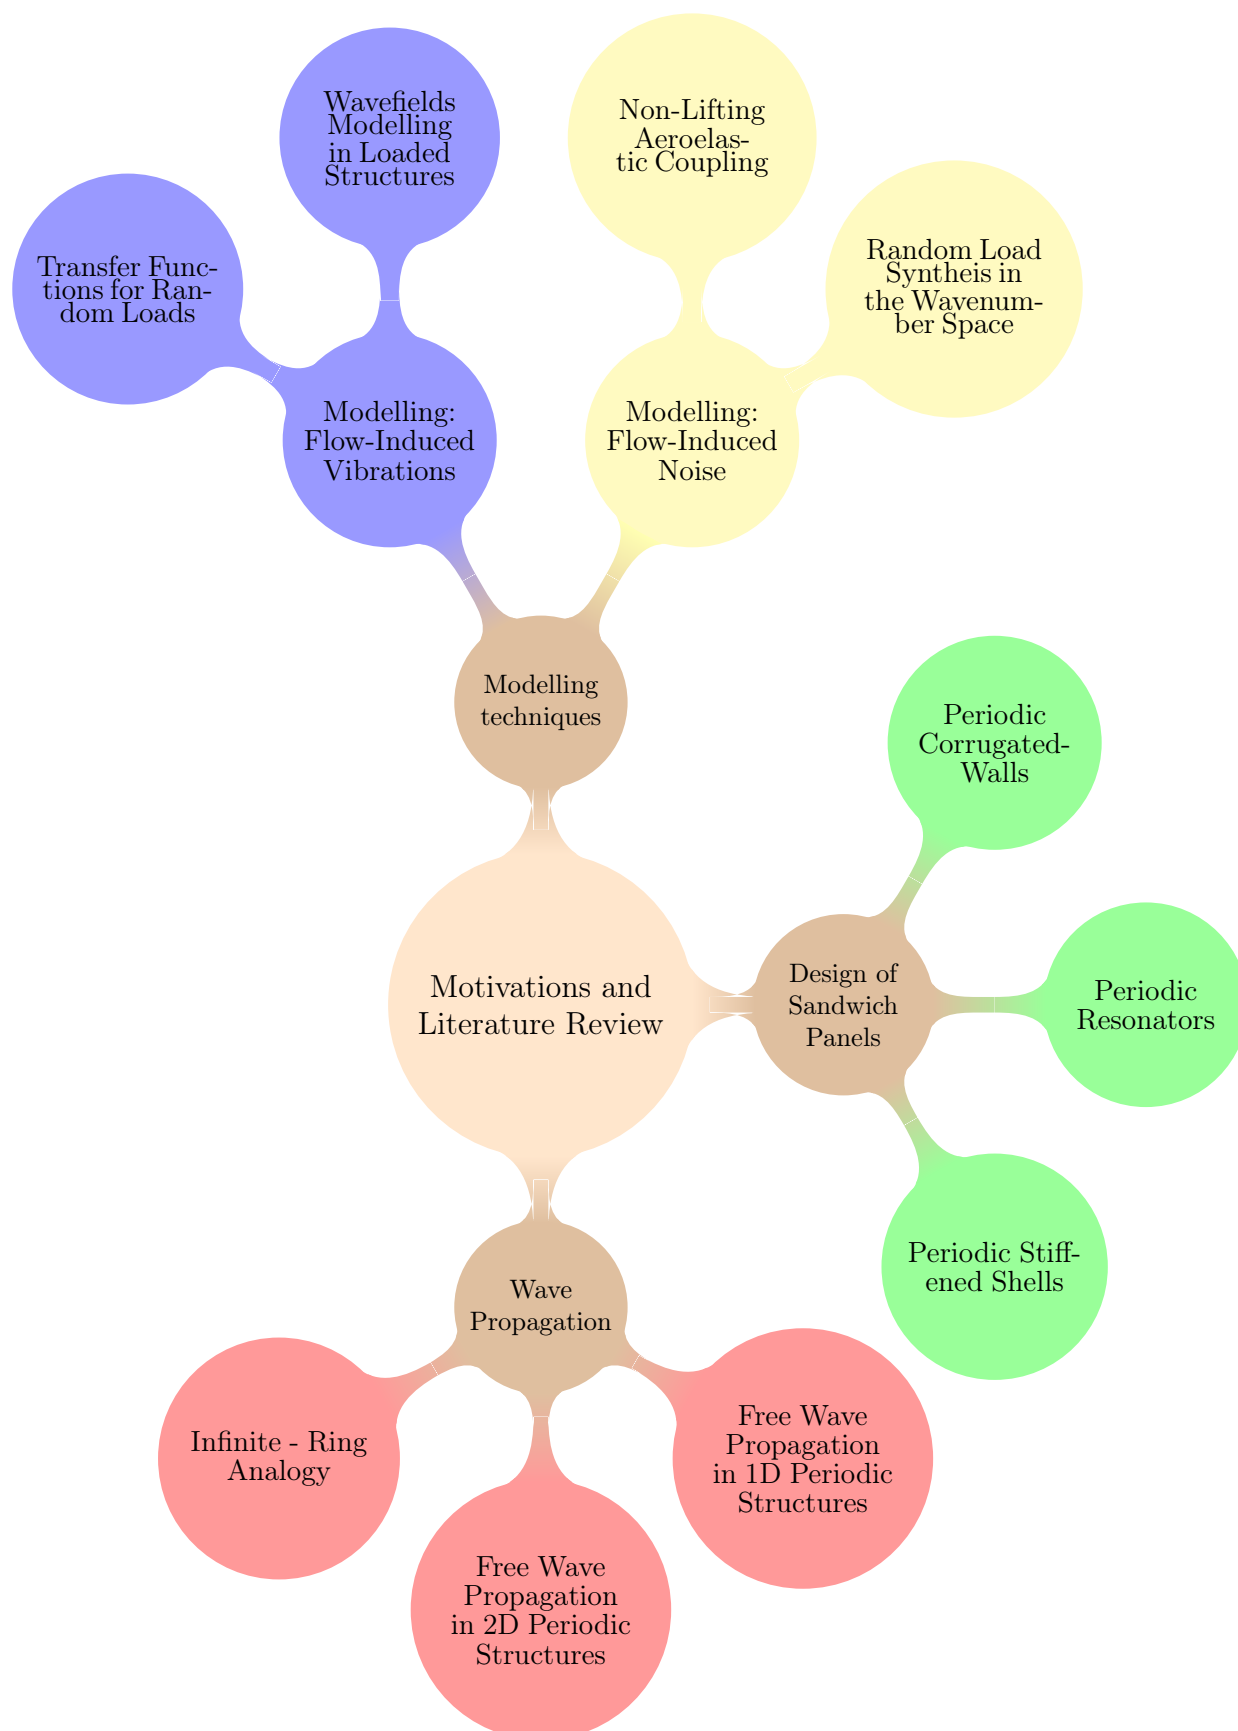 Wavefields
Modelling
in Loaded
Structures
Non-Lifting
Aeroelas-
tic Coupling
Transfer Func-
tions for Ran-
dom Loads
Random Load
Syntheis in
the Wavenum-
ber Space
Modelling:
Flow-Induced
Vibrations
Modelling:
Flow-Induced
Noise
Modelling
techniques
Periodic
Corrugated-
Walls
Motivations and
Literature Review
Design of
Sandwich
Panels
Periodic
Resonators
Periodic Stiff-
ened Shells
Wave
Propagation
Infinite - Ring
Analogy
Free Wave
Propagation
in 1D Periodic
Structures
Free Wave
Propagation
in 2D Periodic
Structures